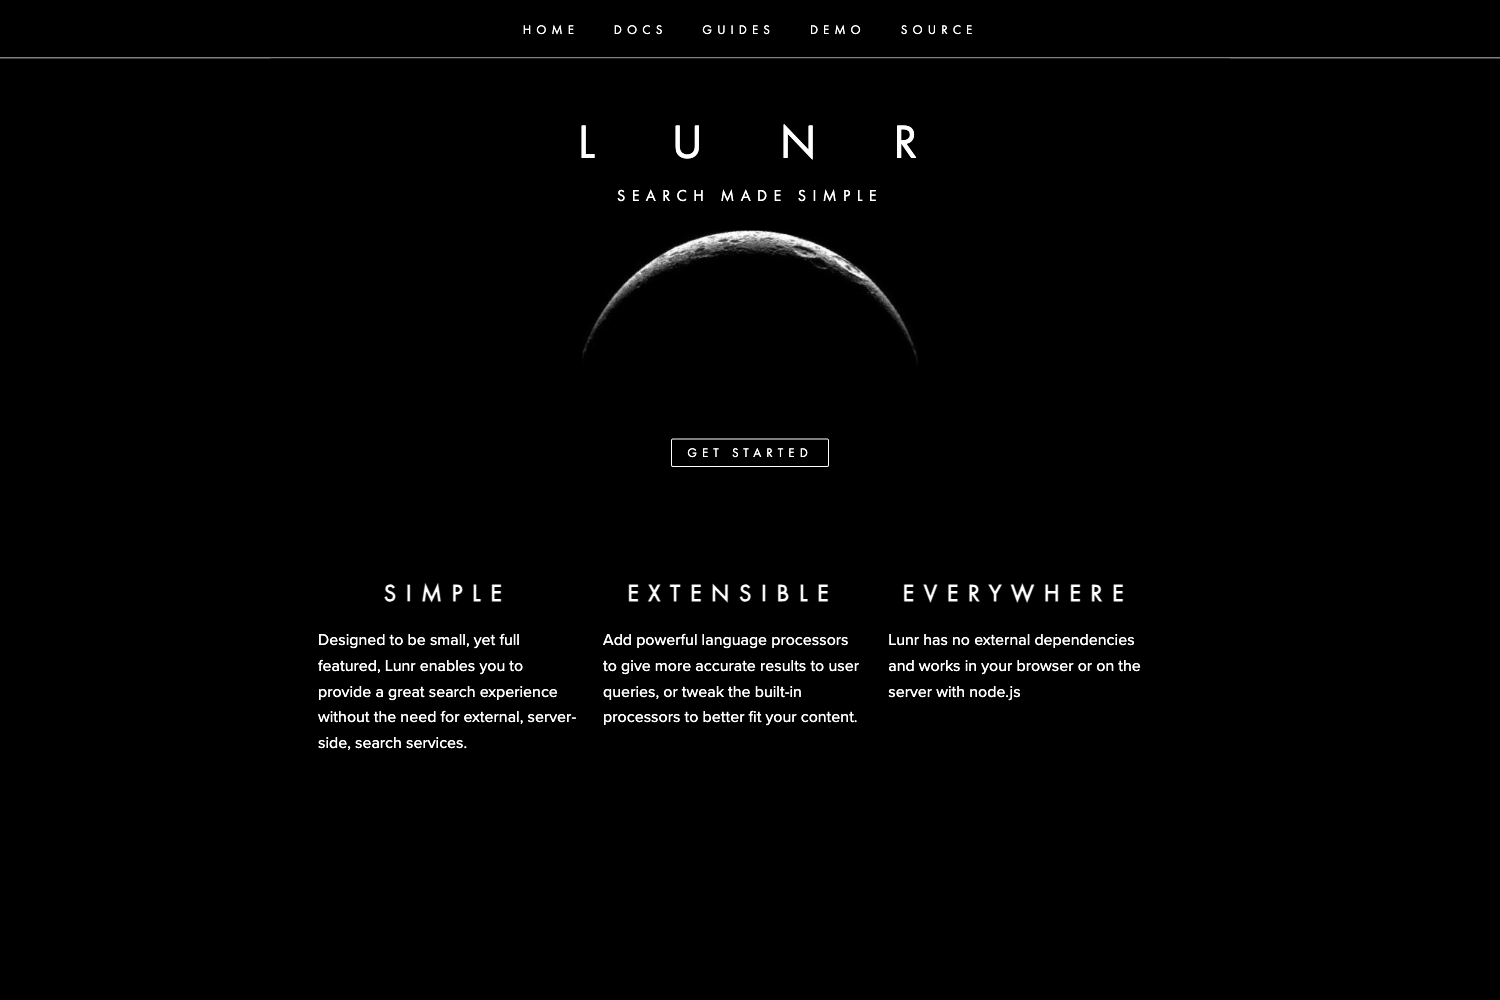 HOME DOCS GUIDES DEMO SOURCE
LUNR
SEARCH MADE SIMPLE
GET STARTED
SIMPLE
Designed to be small, yet full
featured, Lunr enables you to
provide a great search experience
without the need for external, server-
side, search services.
EXTENSIBLE
Add powerful language processors
to give more accurate results to user
queries, or tweak the built-in
processors to better fit your content.
EVERYWHERE
Lunr has no external dependencies
and works in your browser or on the
server with node.js